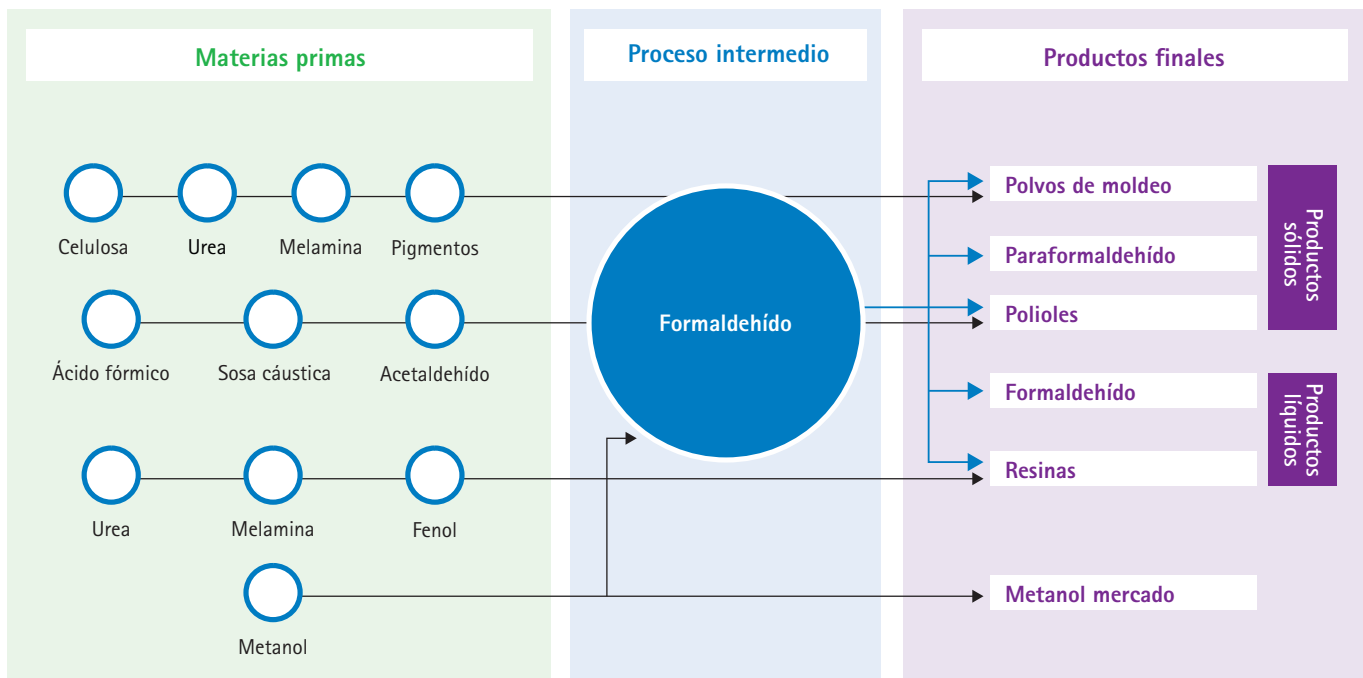 Materias primas
Proceso intermedio
Productos finales
Celulosa
Urea
Melamina
Pigmentos
Ácido fórmico
Sosa cáustica
Acetaldehído
Urea
Melamina
Fenol
Metanol
Formaldehído
Polvos de moldeo
Paraformaldehído
Polioles
Formaldehído
Resinas
Metanol mercado
Productos
sólidos
Productos
líquidos